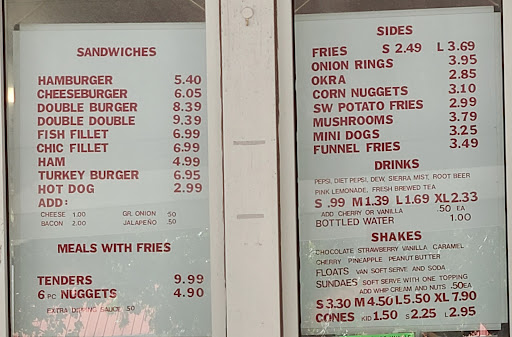 SANDWICHES
HAMBURGER 5.40
CHEESEBURGER 6.05
DOUBLE BURGER 8.39
DOUBLE DOUBLE 9.39
FISH FILLET 6.99
CHIC FILLET 6.99
HAM 4.99
TURKEY BURGER 6.95
HOT DOG 2.99
ADD:
CHEESE 1.00 GR. ONION .50
BACON 2.00 JALAPEÑO .50
MEALS WITH FRIES
TENDERS 9.99
6 PC NUGGETS 4.90
EXTRA DIPPING SAUCE .50
SIDES
FRIES S 2.49 L 3.69
ONION RINGS 3.95
OKRA 2.85
CORN NUGGETS 3.10
SW POTATO FRIES 2.99
MUSHROOMS 3.79
MINI DOGS 3.25
FUNNEL FRIES 3.49
DRINKS
PEPSI, DIET PEPSI, DEW, SIERRA MIST, ROOT BEER
PINK LEMONADE, FRESH BREWED TEA
S .99 M 1.39 L 1.69 XL 2.33
ADD CHERRY OR VANILLA .50 EA
BOTTLED WATER 1.00
SHAKES
CHOCOLATE STRAWBERRY VANILLA CARAMEL
CHERRY PINEAPPLE PEANUT BUTTER
FLOATS VAN SOFT SERVE AND SODA
SUNDAES SOFT SERVE WITH ONE TOPPING
ADD WHIP CREAM AND NUTS .50EA
S 3.30 M 4.50 L 5.50 XL 7.90
CONES KID 1.50 S 2.25 L 2.95